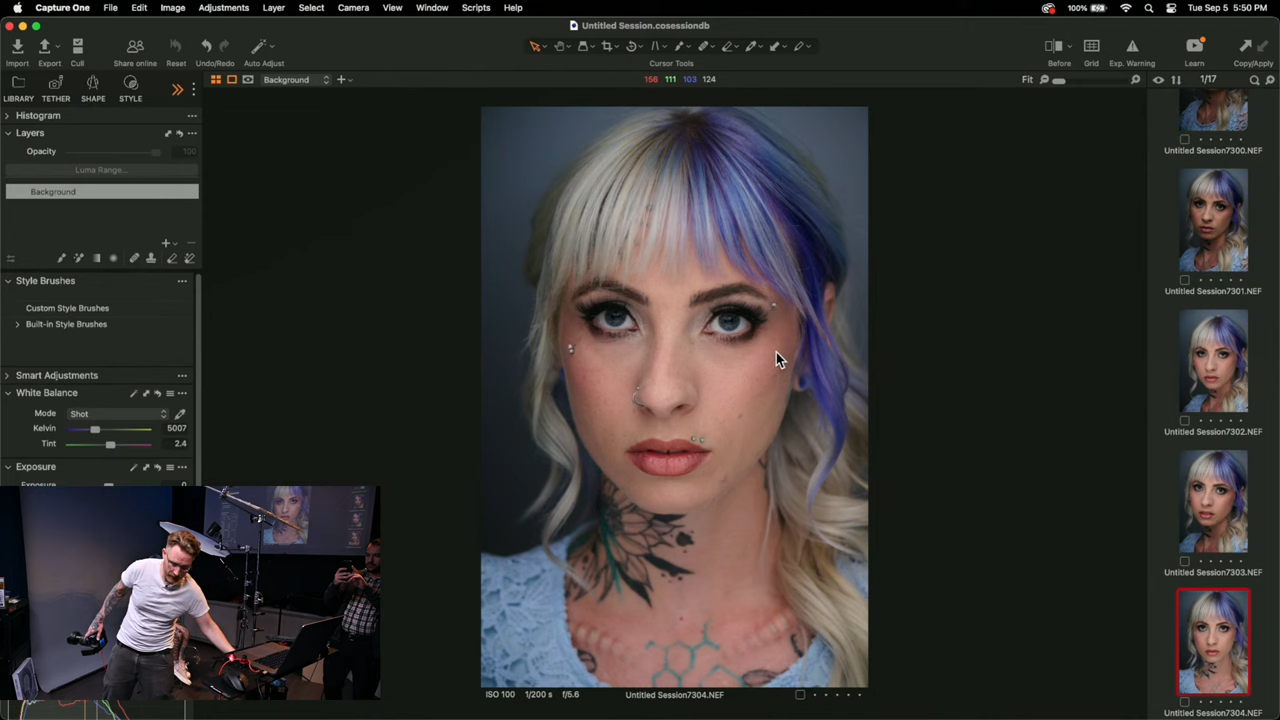 Capture One File Edit Image Adjustments Layer Select Camera View Window Scripts Help 100% Tue Sep 5 5:50 PM
Untitled Session.cosessiondb
Import Export Cull Share online Reset Undo/Redo Auto Adjust Cursor Tools Before Grid Exp. Warning Learn Copy/Apply
Background 156 111 103 124 Fit 1/17
LIBRARY TETHER SHAPE STYLE
Histogram
Layers
Opacity 100
Luma Range...
Background
Style Brushes
Custom Style Brushes
Built-in Style Brushes
Smart Adjustments
White Balance
Mode Shot
Kelvin 5007
Tint 2.4
Exposure
Exposure 0
Untitled Session7300.NEF
Untitled Session7301.NEF
Untitled Session7302.NEF
Untitled Session7303.NEF
Untitled Session7304.NEF
ISO 100 1/200 s f/5.6 Untitled Session7304.NEF